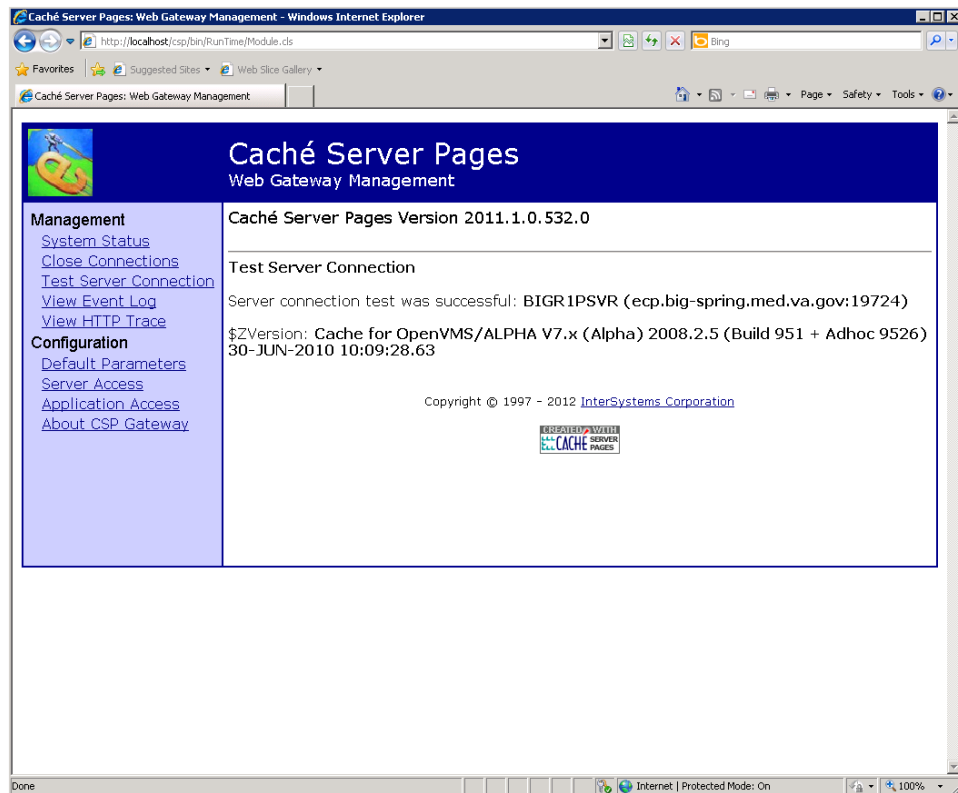 Caché Server Pages: Web Gateway Management - Windows Internet Explorer
http://localhost/csp/bin/RunTime/Module.cls
Bing
Favorites Suggested Sites Web Slice Gallery
Caché Server Pages: Web Gateway Management
Page Safety Tools
Caché Server Pages
Web Gateway Management
Management
System Status
Close Connections
Test Server Connection
View Event Log
View HTTP Trace
Configuration
Default Parameters
Server Access
Application Access
About CSP Gateway
Caché Server Pages Version 2011.1.0.532.0
Test Server Connection
Server connection test was successful: BIGR1PSVR (ecp.big-spring.med.va.gov:19724)
$ZVersion: Cache for OpenVMS/ALPHA V7.x (Alpha) 2008.2.5 (Build 951 + Adhoc 9526)
30-JUN-2010 10:09:28.63
Copyright © 1997 - 2012 InterSystems Corporation
CREATED WITH
CACHÉ SERVER PAGES
Done
Internet | Protected Mode: On
100%